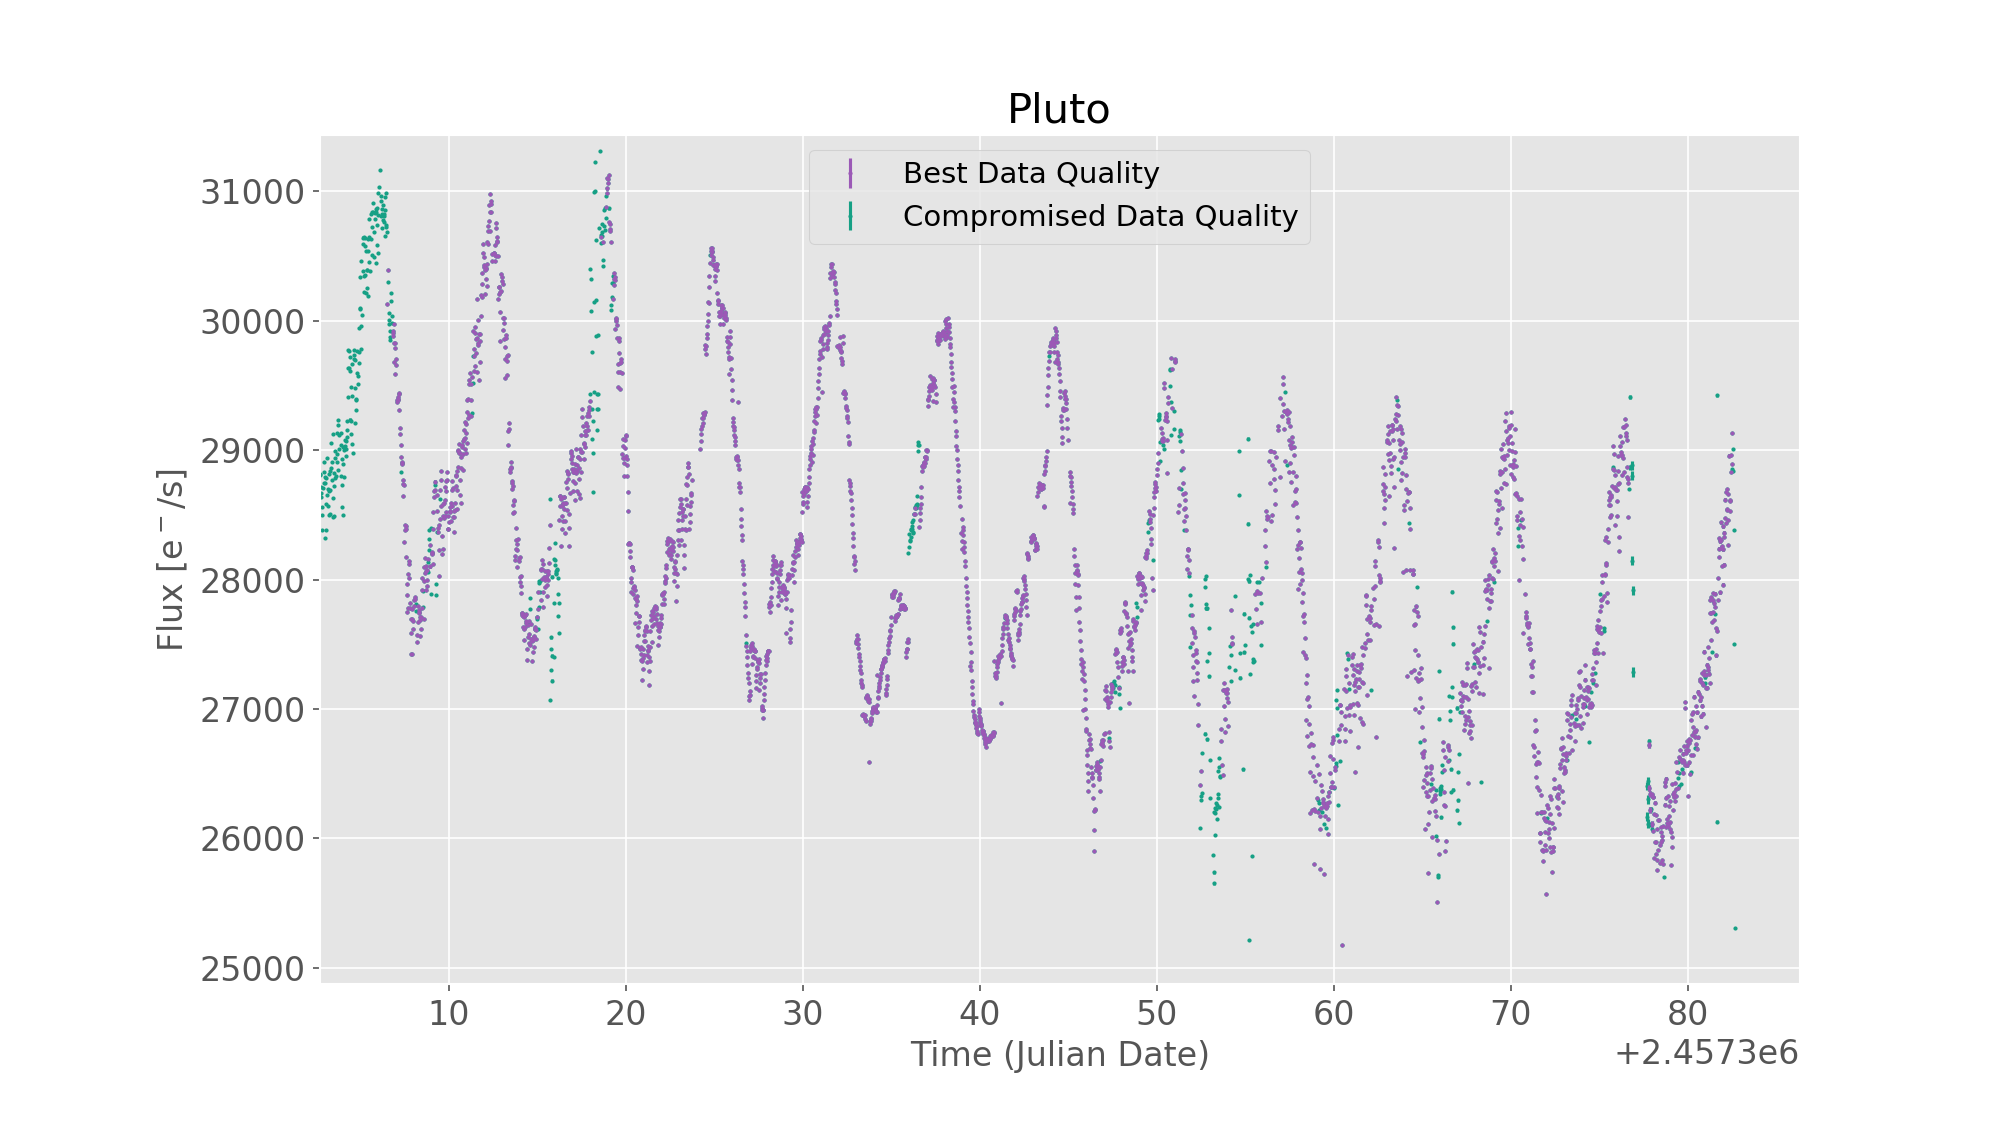 Pluto
Best Data Quality
Compromised Data Quality
Flux [e⁻/s]
31000
30000
29000
28000
27000
26000
25000
10 20 30 40 50 60 70 80
Time (Julian Date)
+2.4573e6